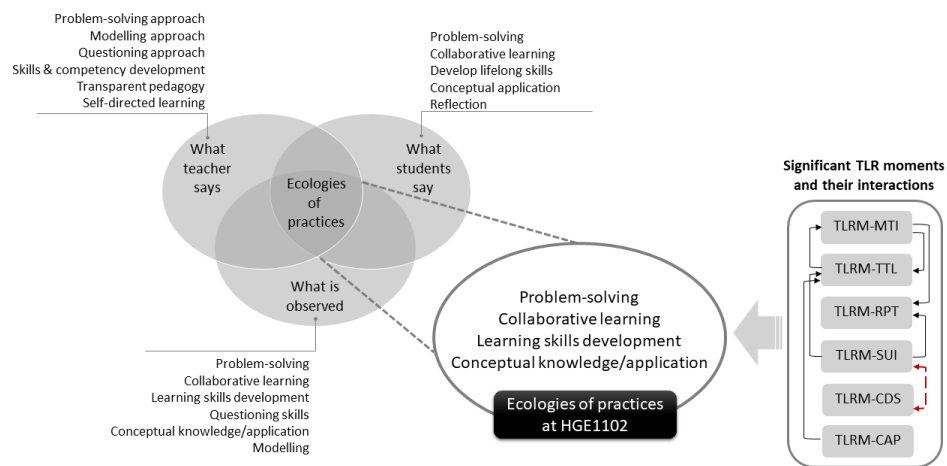 Problem-solving approach
Modelling approach
Questioning approach
Skills & competency development
Transparent pedagogy
Self-directed learning
Problem-solving
Collaborative learning
Develop lifelong skills
Conceptual application
Reflection
What
teacher
says
What
students
say
Ecologies
of
practices
What is
observed
Problem-solving
Collaborative learning
Learning skills development
Questioning skills
Conceptual knowledge/application
Modelling
Problem-solving
Collaborative learning
Learning skills development
Conceptual knowledge/application
Ecologies of practices
at HGE1102
Significant TLR moments
and their interactions
TLRM-MTI
TLRM-TTL
TLRM-RPT
TLRM-SUI
TLRM-CDS
TLRM-CAP